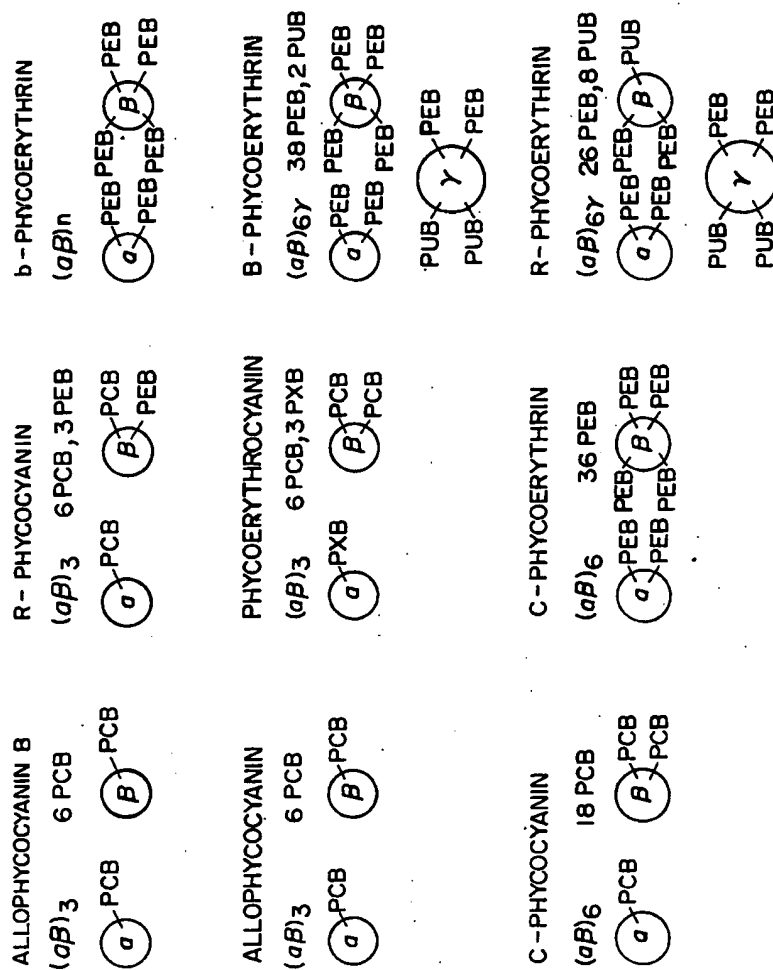 ALLOPHYCOCYANIN B
(αβ)3 6 PCB
α PCB β PCB
R-PHYCOCYANIN
(αβ)3 6 PCB, 3 PEB
α PCB β PCB
PEB
b-PHYCOERYTHRIN
(αβ)n
α PEB PEB β PEB
PEB PEB PEB
ALLOPHYCOCYANIN
(αβ)3 6 PCB
α PCB β PCB
PHYCOERYTHROCYANIN
(αβ)3 6 PCB, 3 PXB
α PXB β PCB
PCB
B-PHYCOERYTHRIN
(αβ)6γ 38 PEB, 2 PUB
α PEB PEB β PEB
PEB PEB PEB
PUB γ PEB
PUB PEB
C-PHYCOCYANIN
(αβ)6 18 PCB
α PCB β PCB
PCB
C-PHYCOERYTHRIN
(αβ)6 36 PEB
α PEB PEB β PEB
PEB PEB PEB
R-PHYCOERYTHRIN
(αβ)6γ 26 PEB, 8 PUB
α PEB PEB β PUB
PEB PEB
PUB γ PEB
PUB PEB